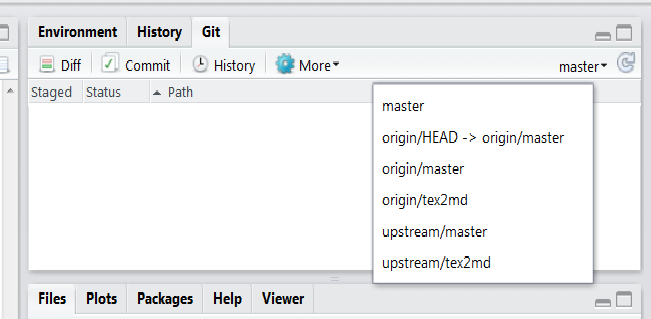 Environment History Git
Diff Commit History More master
Staged Status Path
master
origin/HEAD -> origin/master
origin/master
origin/tex2md
upstream/master
upstream/tex2md
Files Plots Packages Help Viewer